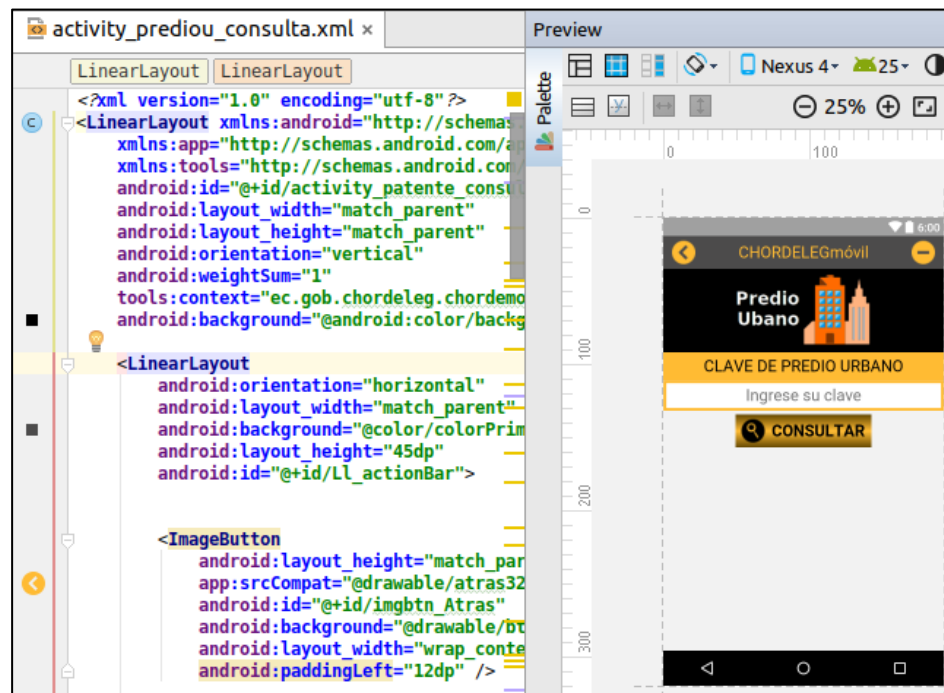 activity_prediou_consulta.xml ×
LinearLayout LinearLayout
<?xml version="1.0" encoding="utf-8"?>
<LinearLayout xmlns:android="http://schemas.
xmlns:app="http://schemas.android.com/ap
xmlns:tools="http://schemas.android.com/
android:id="@+id/activity_patente_consul
android:layout_width="match_parent"
android:layout_height="match_parent"
android:orientation="vertical"
android:weightSum="1"
tools:context="ec.gob.chordeleg.chordemo
android:background="@android:color/backg
<LinearLayout
android:orientation="horizontal"
android:layout_width="match_parent"
android:background="@color/colorPrim
android:layout_height="45dp"
android:id="@+id/Ll_actionBar">
<ImageButton
android:layout_height="match_par
app:srcCompat="@drawable/atras32
android:id="@+id/imgbtn_Atras"
android:background="@drawable/bt
android:layout_width="wrap_conte
android:paddingLeft="12dp" />
Preview
Palette
Nexus 4 25
25%
0 100
0
100
200
300
6:00
CHORDELEGmóvil
Predio
Ubano
CLAVE DE PREDIO URBANO
Ingrese su clave
CONSULTAR